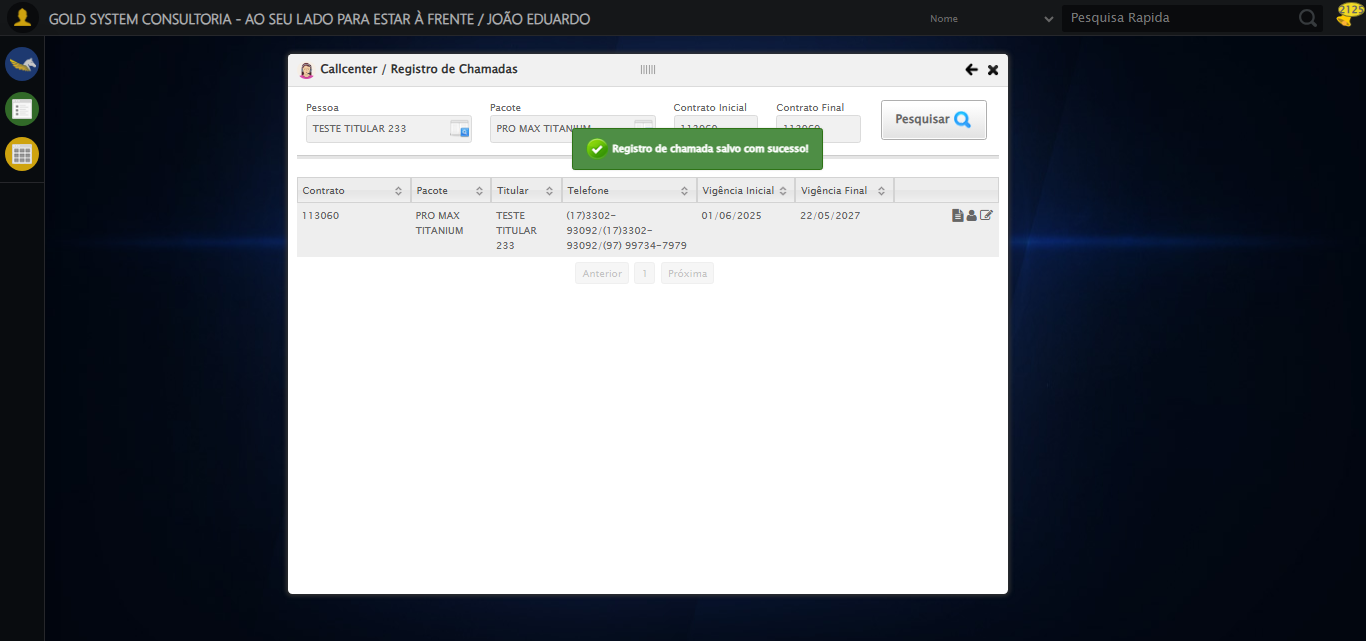 GOLD SYSTEM CONSULTORIA - AO SEU LADO PARA ESTAR À FRENTE / JOÃO EDUARDO
Nome
Pesquisa Rapida
2125
Callcenter / Registro de Chamadas
Pessoa
Pacote
Contrato Inicial
Contrato Final
TESTE TITULAR 233
PRO MAX TITANIUM
113060
113060
Pesquisar
Registro de chamada salvo com sucesso!
Contrato
Pacote
Titular
Telefone
Vigência Inicial
Vigência Final
113060
PRO MAX
TITANIUM
TESTE
TITULAR
233
(17)3302-
93092/(17)3302-
93092/(97) 99734-7979
01/06/2025
22/05/2027
Anterior
1
Próxima